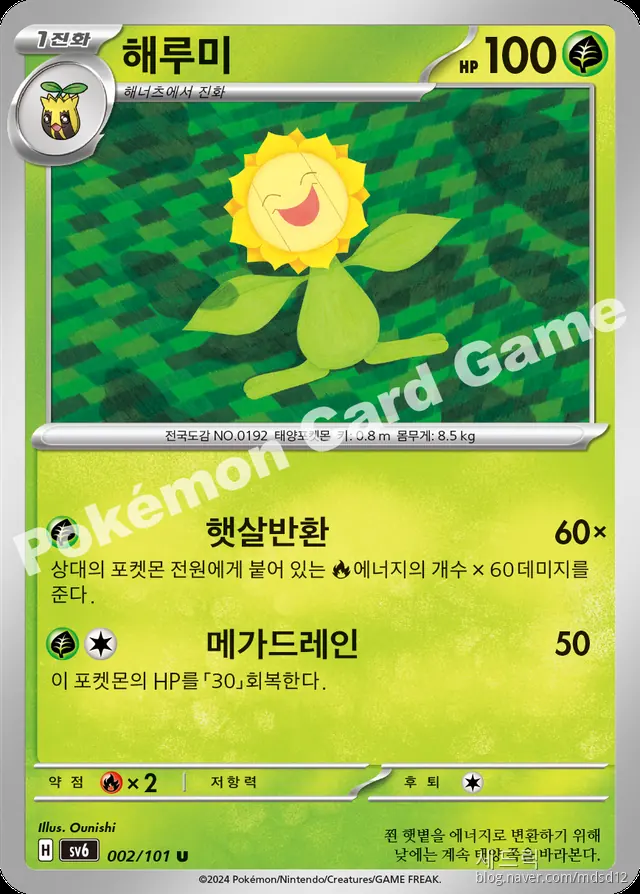 1진화
해루미
HP 100
해너츠에서 진화
전국도감 NO.0192 태양포켓몬 키: 0.8 m 몸무게: 8.5 kg
햇살반환 60×
상대의 포켓몬 전원에게 붙어 있는 에너지의 개수 × 60데미지를
준다.
메가드레인 50
이 포켓몬의 HP를 「30」회복한다.
약점 ×2 저항력 후퇴
Illus. Ounishi
H sv6 002/101 U
쬔 햇볕을 에너지로 변환하기 위해
낮에는 계속 태양 쪽을 바라본다.
©2024 Pokémon/Nintendo/Creatures/GAME FREAK.
Pokémon Card Game
blog.naver.com/mdsd12